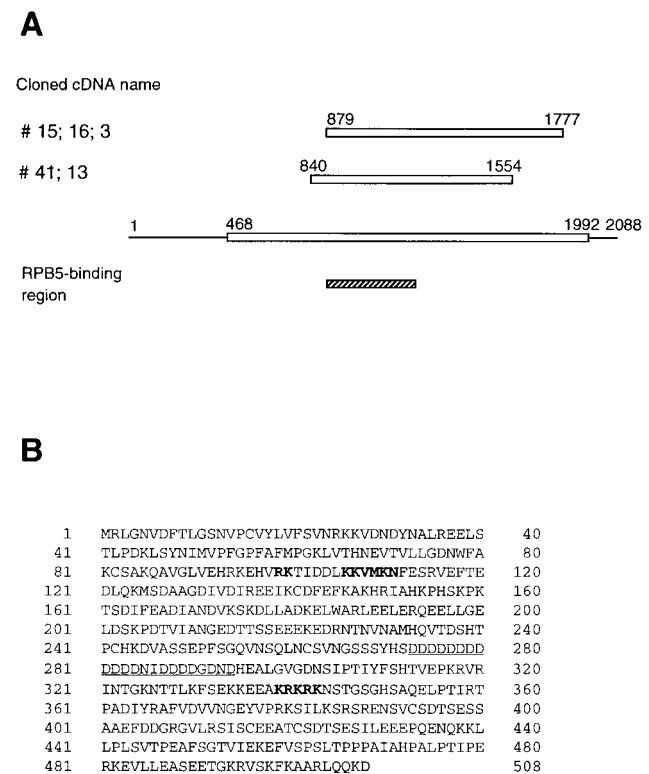 A
Cloned cDNA name
# 15; 16; 3
879 1777
# 41; 13
840 1554
1 468 1992 2088
RPB5-binding
region
B
1 MRLGNVDFTLGSNVPCVYLVFSVNRKKVDNDYNALREELS 40
41 TLPDKLSYNIMVPFGPFAFMPGKLVTHNEVTVLLGDNWFA 80
81 KCSAKQAVGLVEHRKEHVRKTIDDLKKVMKNFESRVEFTE 120
121 DLQKMSDAAGDIVDIREEIKCDFEFKAKHRIAHKPHSKPK 160
161 TSDIFEADIANDVKSKDLLADKELWARLEELERQEELLGE 200
201 LDSKPDTVIANGEDTTSSEEEKEDRNTNVNAMHQVTDSHT 240
241 PCHKDVASSEPFSGQVNSQLNCSVNGSSSYHSDDDDDDDD 280
281 DDDDNIDDDDGDNDHEALGVGDNSIPTIYFSHTVEPKRVR 320
321 INTGKNTTLKFSEKKEEAKRKRKNSTGSGHSAQELPTIRT 360
361 PADIYRAFVDVVNGEYVPRKSILKSRSRENSVCSDTSESS 400
401 AAEFDDGRGVLRSISCEEATCSDTSESILEEEPQENQKKL 440
441 LPLSVTPEAFSGTVIEKEFVSPSLTPPPAIAHPALPTIPE 480
481 RKEVLLEASEETGKRVSKFKAARLQQKD 508